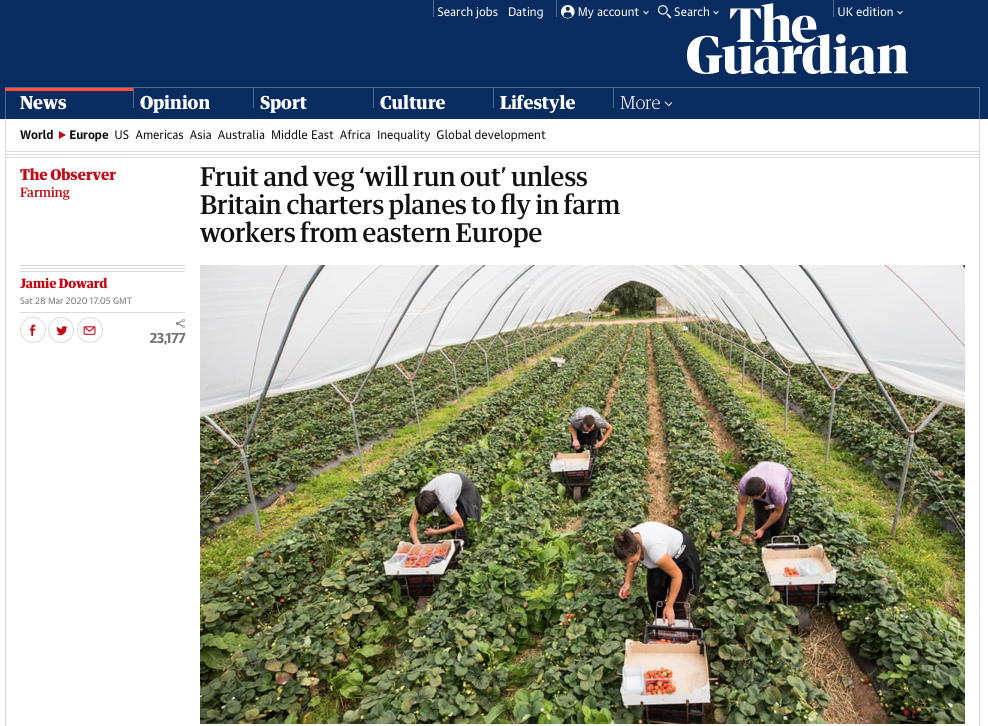 Search jobs Dating My account Search UK edition
The
Guardian
News Opinion Sport Culture Lifestyle More
World Europe US Americas Asia Australia Middle East Africa Inequality Global development
The Observer
Farming
Fruit and veg ‘will run out’ unless
Britain charters planes to fly in farm
workers from eastern Europe
Jamie Doward
Sat 28 Mar 2020 17.05 GMT
23,177